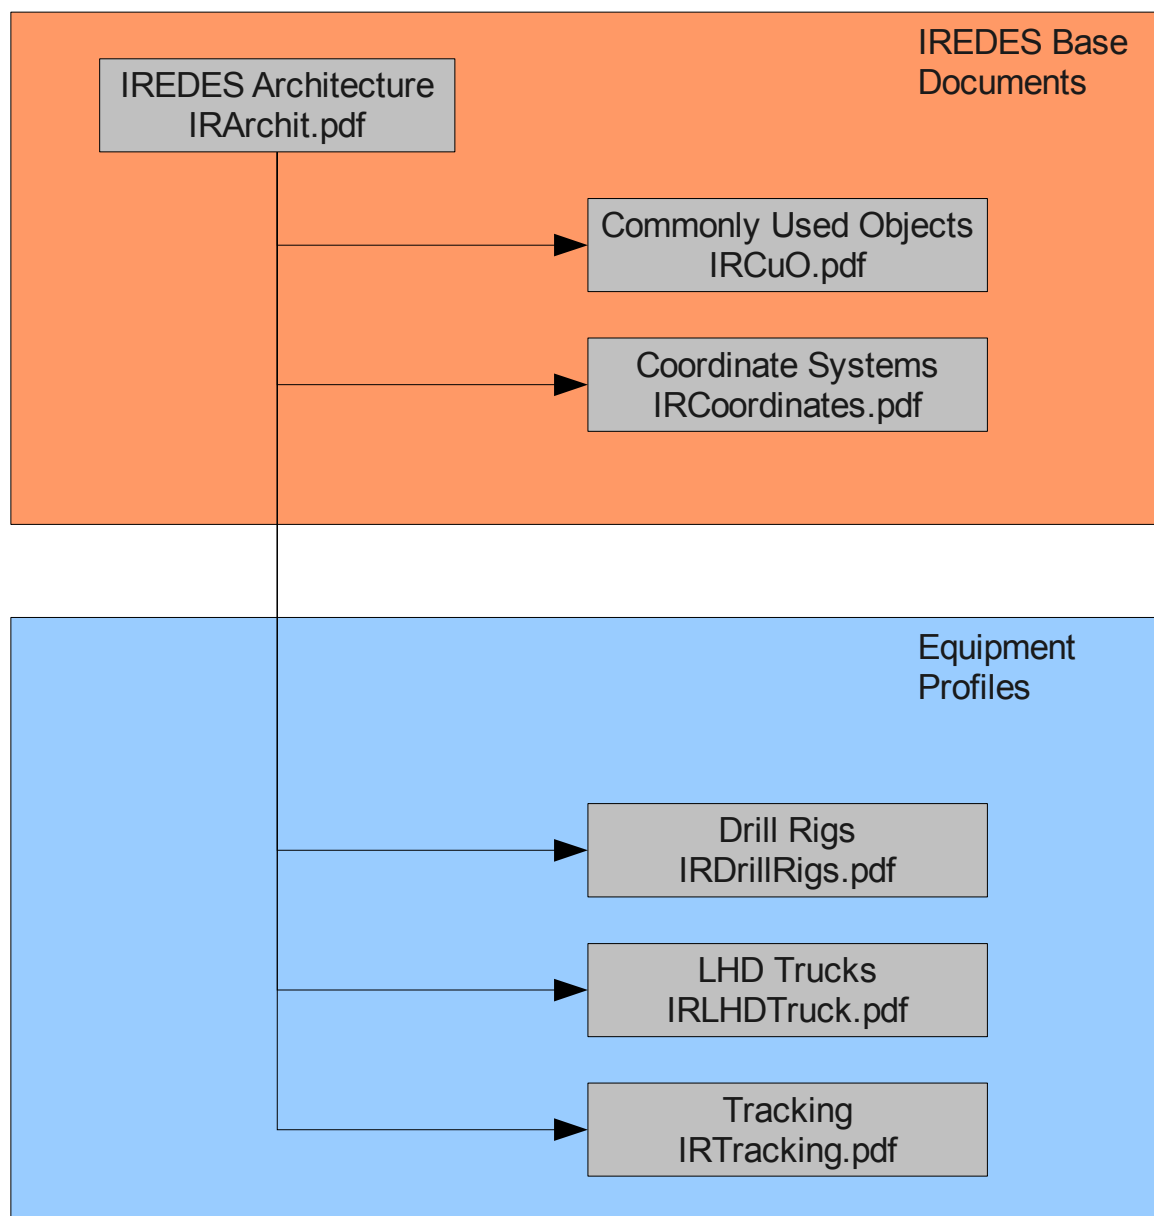 IREDES Base
Documents
IREDES Architecture
IRArchit.pdf
Commonly Used Objects
IRCuO.pdf
Coordinate Systems
IRCoordinates.pdf
Equipment
Profiles
Drill Rigs
IRDrillRigs.pdf
LHD Trucks
IRLHDTruck.pdf
Tracking
IRTracking.pdf